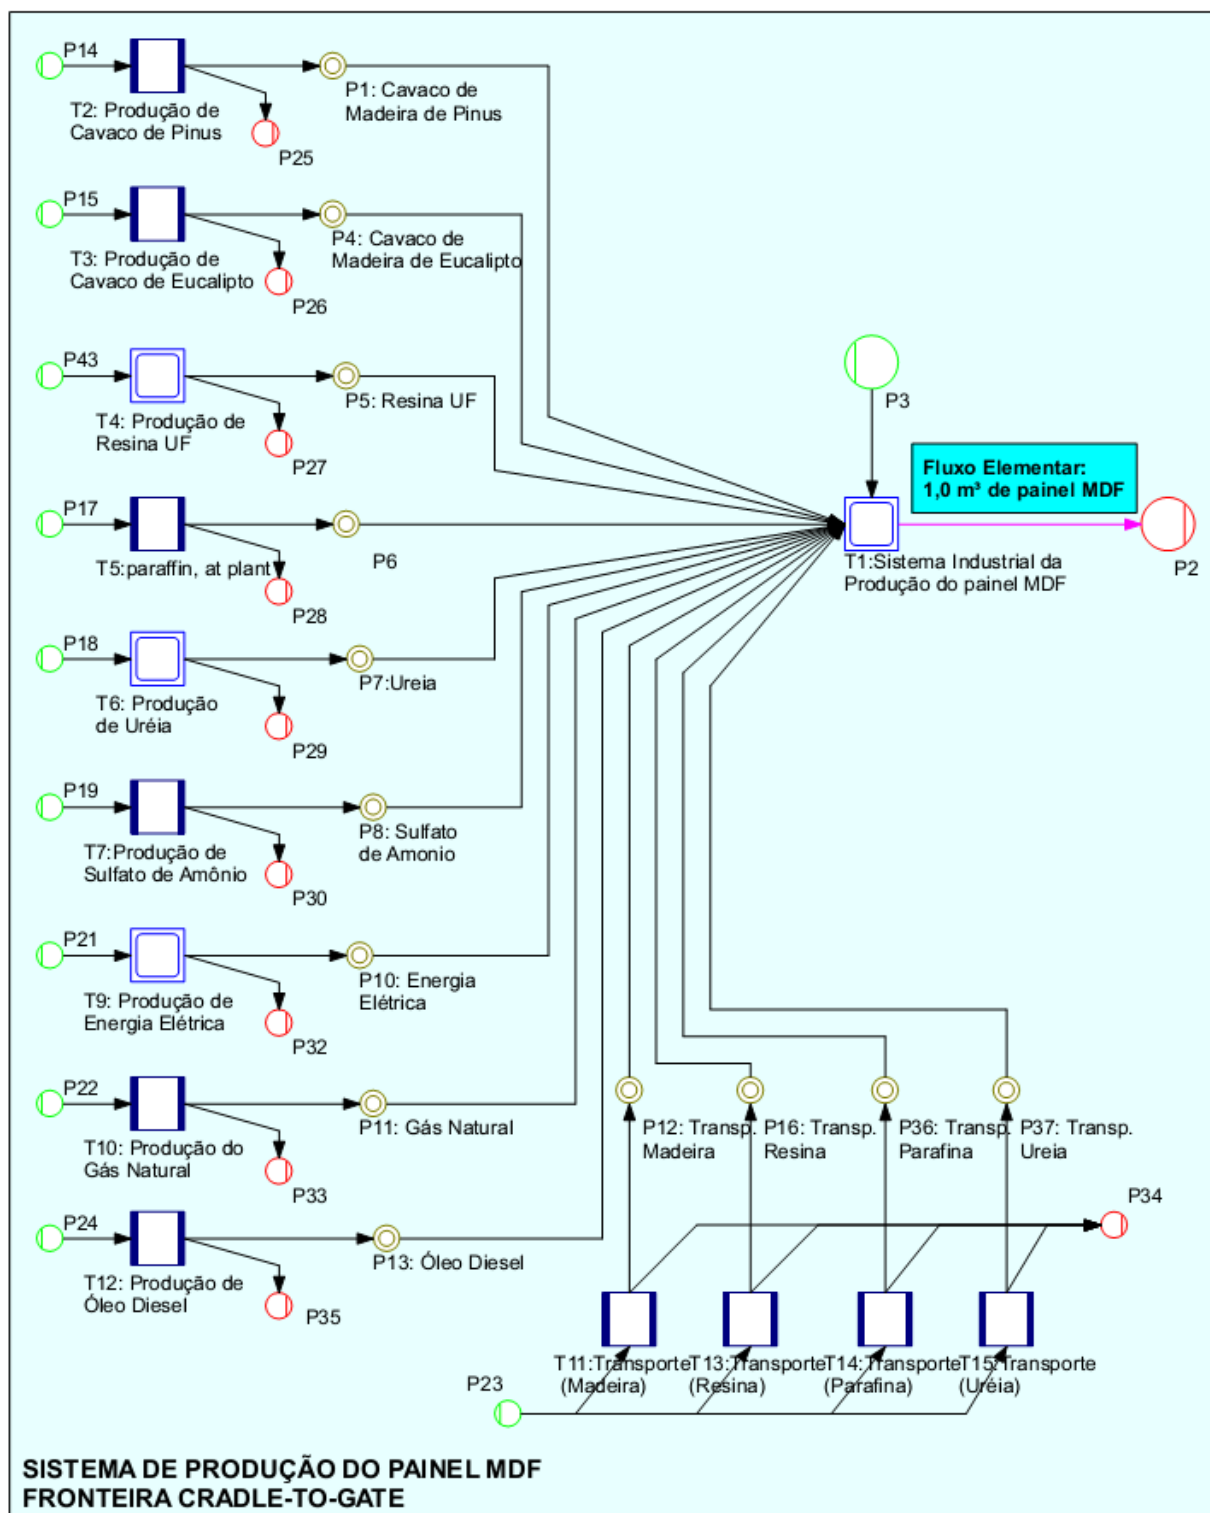 P14
T2: Produção de
Cavaco de Pinus
P25
P1: Cavaco de
Madeira de Pinus
P15
T3: Produção de
Cavaco de Eucalipto
P26
P4: Cavaco de
Madeira de Eucalipto
P43
T4: Produção de
Resina UF
P27
P5: Resina UF
P3
Fluxo Elementar:
1,0 m³ de painel MDF
T1:Sistema Industrial da
Produção do painel MDF
P2
P17
T5:paraffin, at plant
P28
P6
P18
T6: Produção
de Uréia
P29
P7:Ureia
P19
T7:Produção de
Sulfato de Amônio
P30
P8: Sulfato
de Amonio
P21
T9: Produção de
Energia Elétrica
P32
P10: Energia
Elétrica
P22
T10: Produção do
Gás Natural
P33
P11: Gás Natural
P24
T12: Produção de
Óleo Diesel
P35
P13: Óleo Diesel
P12: Transp.
Madeira
P16: Transp.
Resina
P36: Transp.
Parafina
P37: Transp.
Ureia
P34
T11:Transporte
(Madeira)
T13:Transporte
(Resina)
T14:Transporte
(Parafina)
T15:Transporte
(Uréia)
P23
SISTEMA DE PRODUÇÃO DO PAINEL MDF
FRONTEIRA CRADLE-TO-GATE